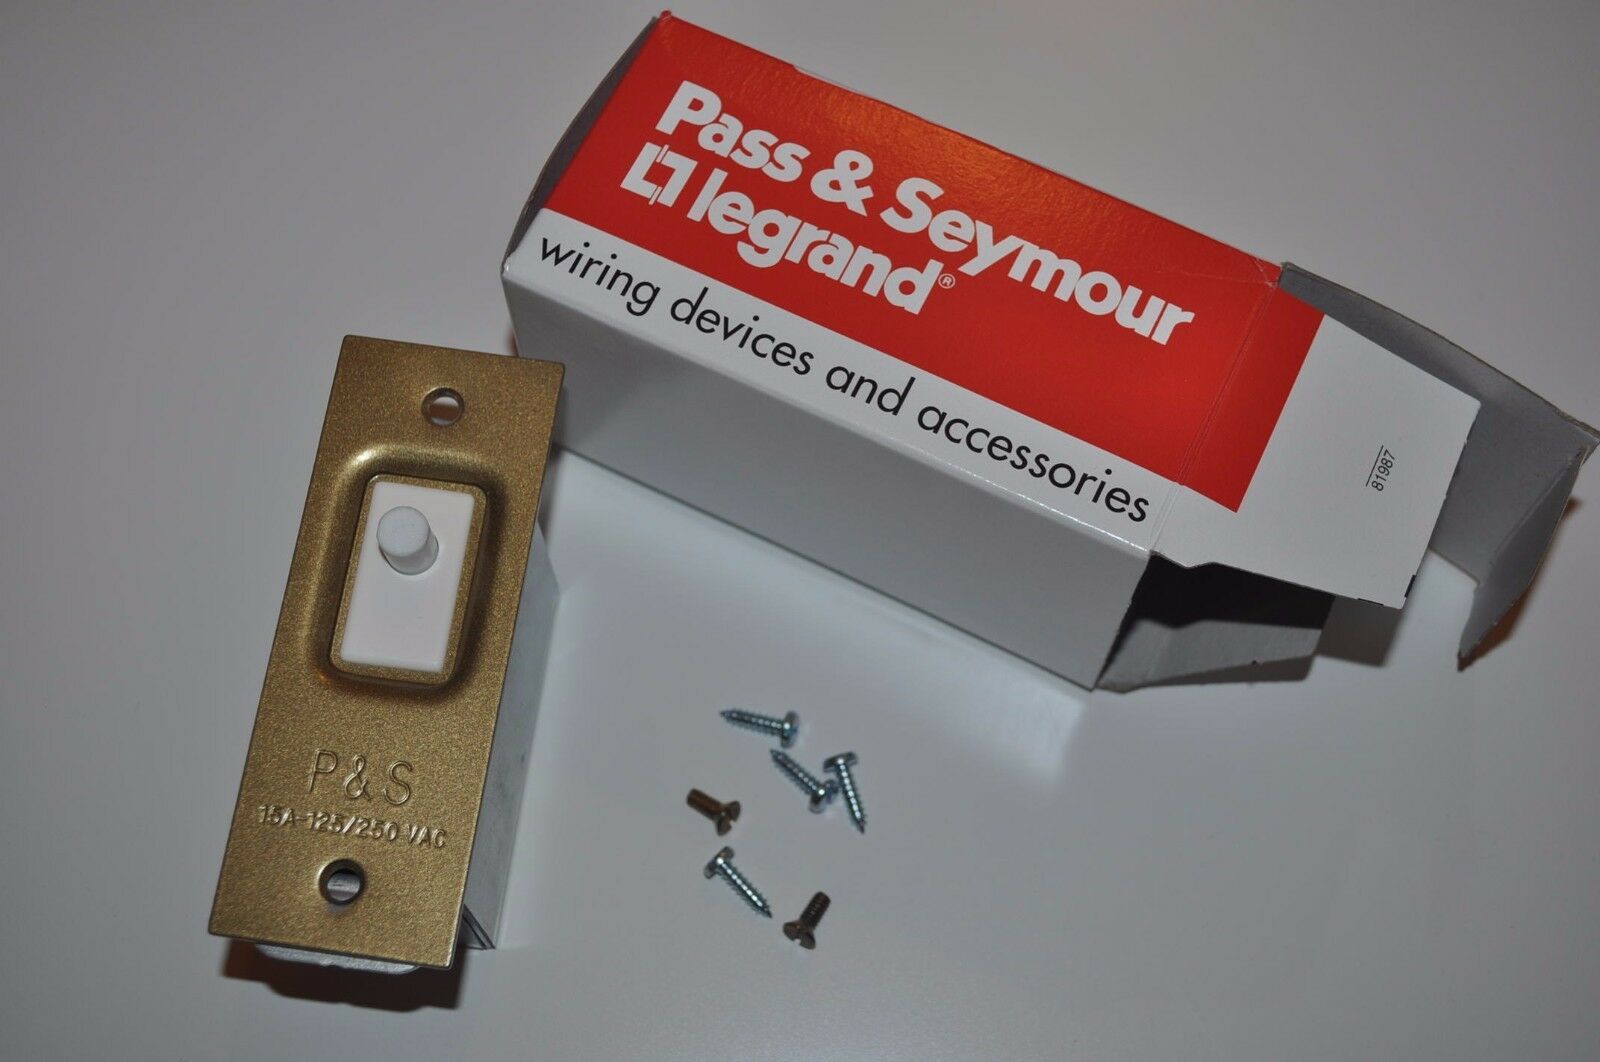 Pass & Seymour
legrand®
wiring devices and accessories
81987
P&S
15A-125/250 VAC